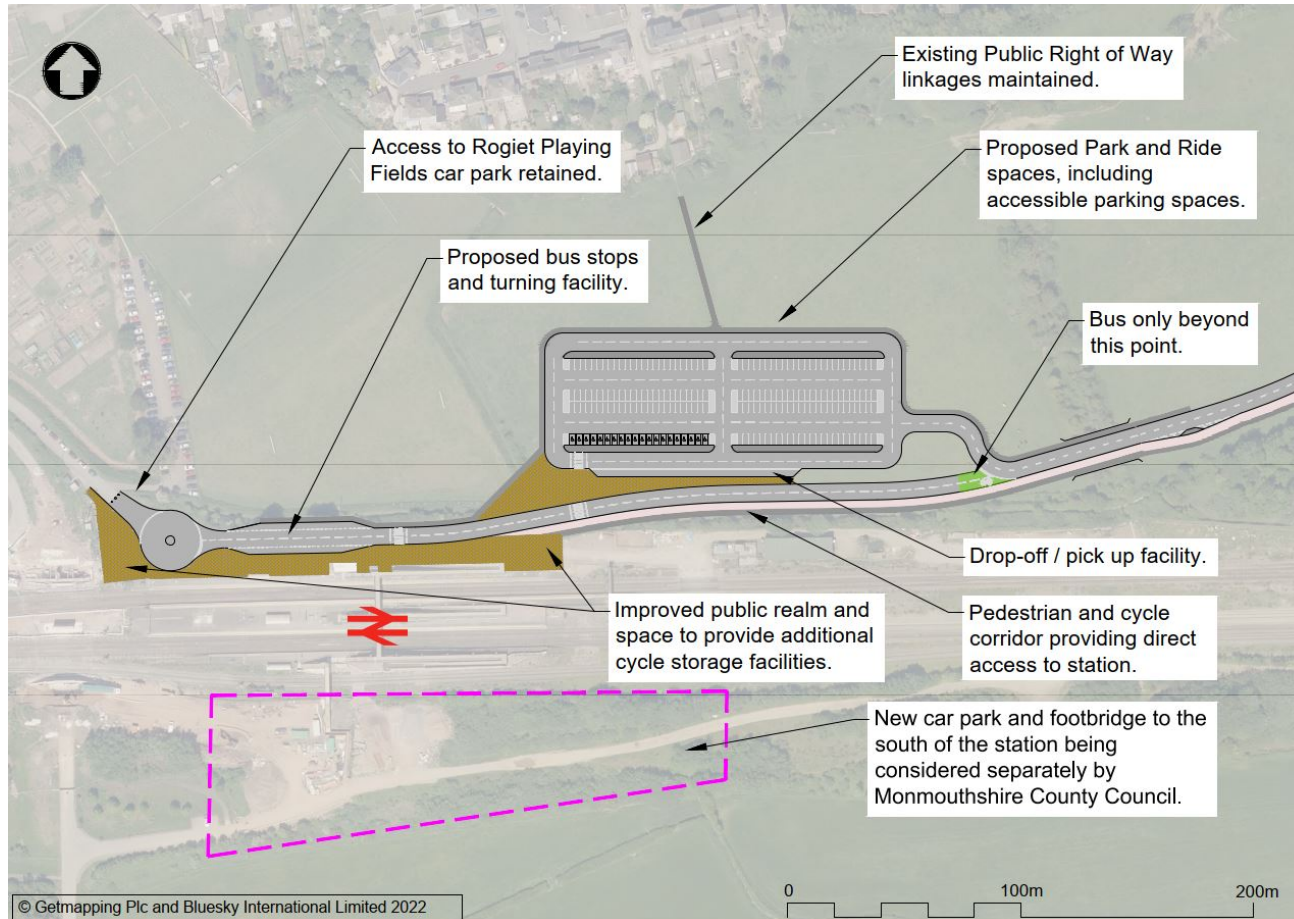 Existing Public Right of Way
linkages maintained.
Access to Rogiet Playing
Fields car park retained.
Proposed Park and Ride
spaces, including
accessible parking spaces.
Proposed bus stops
and turning facility.
Bus only beyond
this point.
Drop-off / pick up facility.
Improved public realm and
space to provide additional
cycle storage facilities.
Pedestrian and cycle
corridor providing direct
access to station.
New car park and footbridge to the
south of the station being
considered separately by
Monmouthshire County Council.
0 100m 200m
© Getmapping Plc and Bluesky International Limited 2022